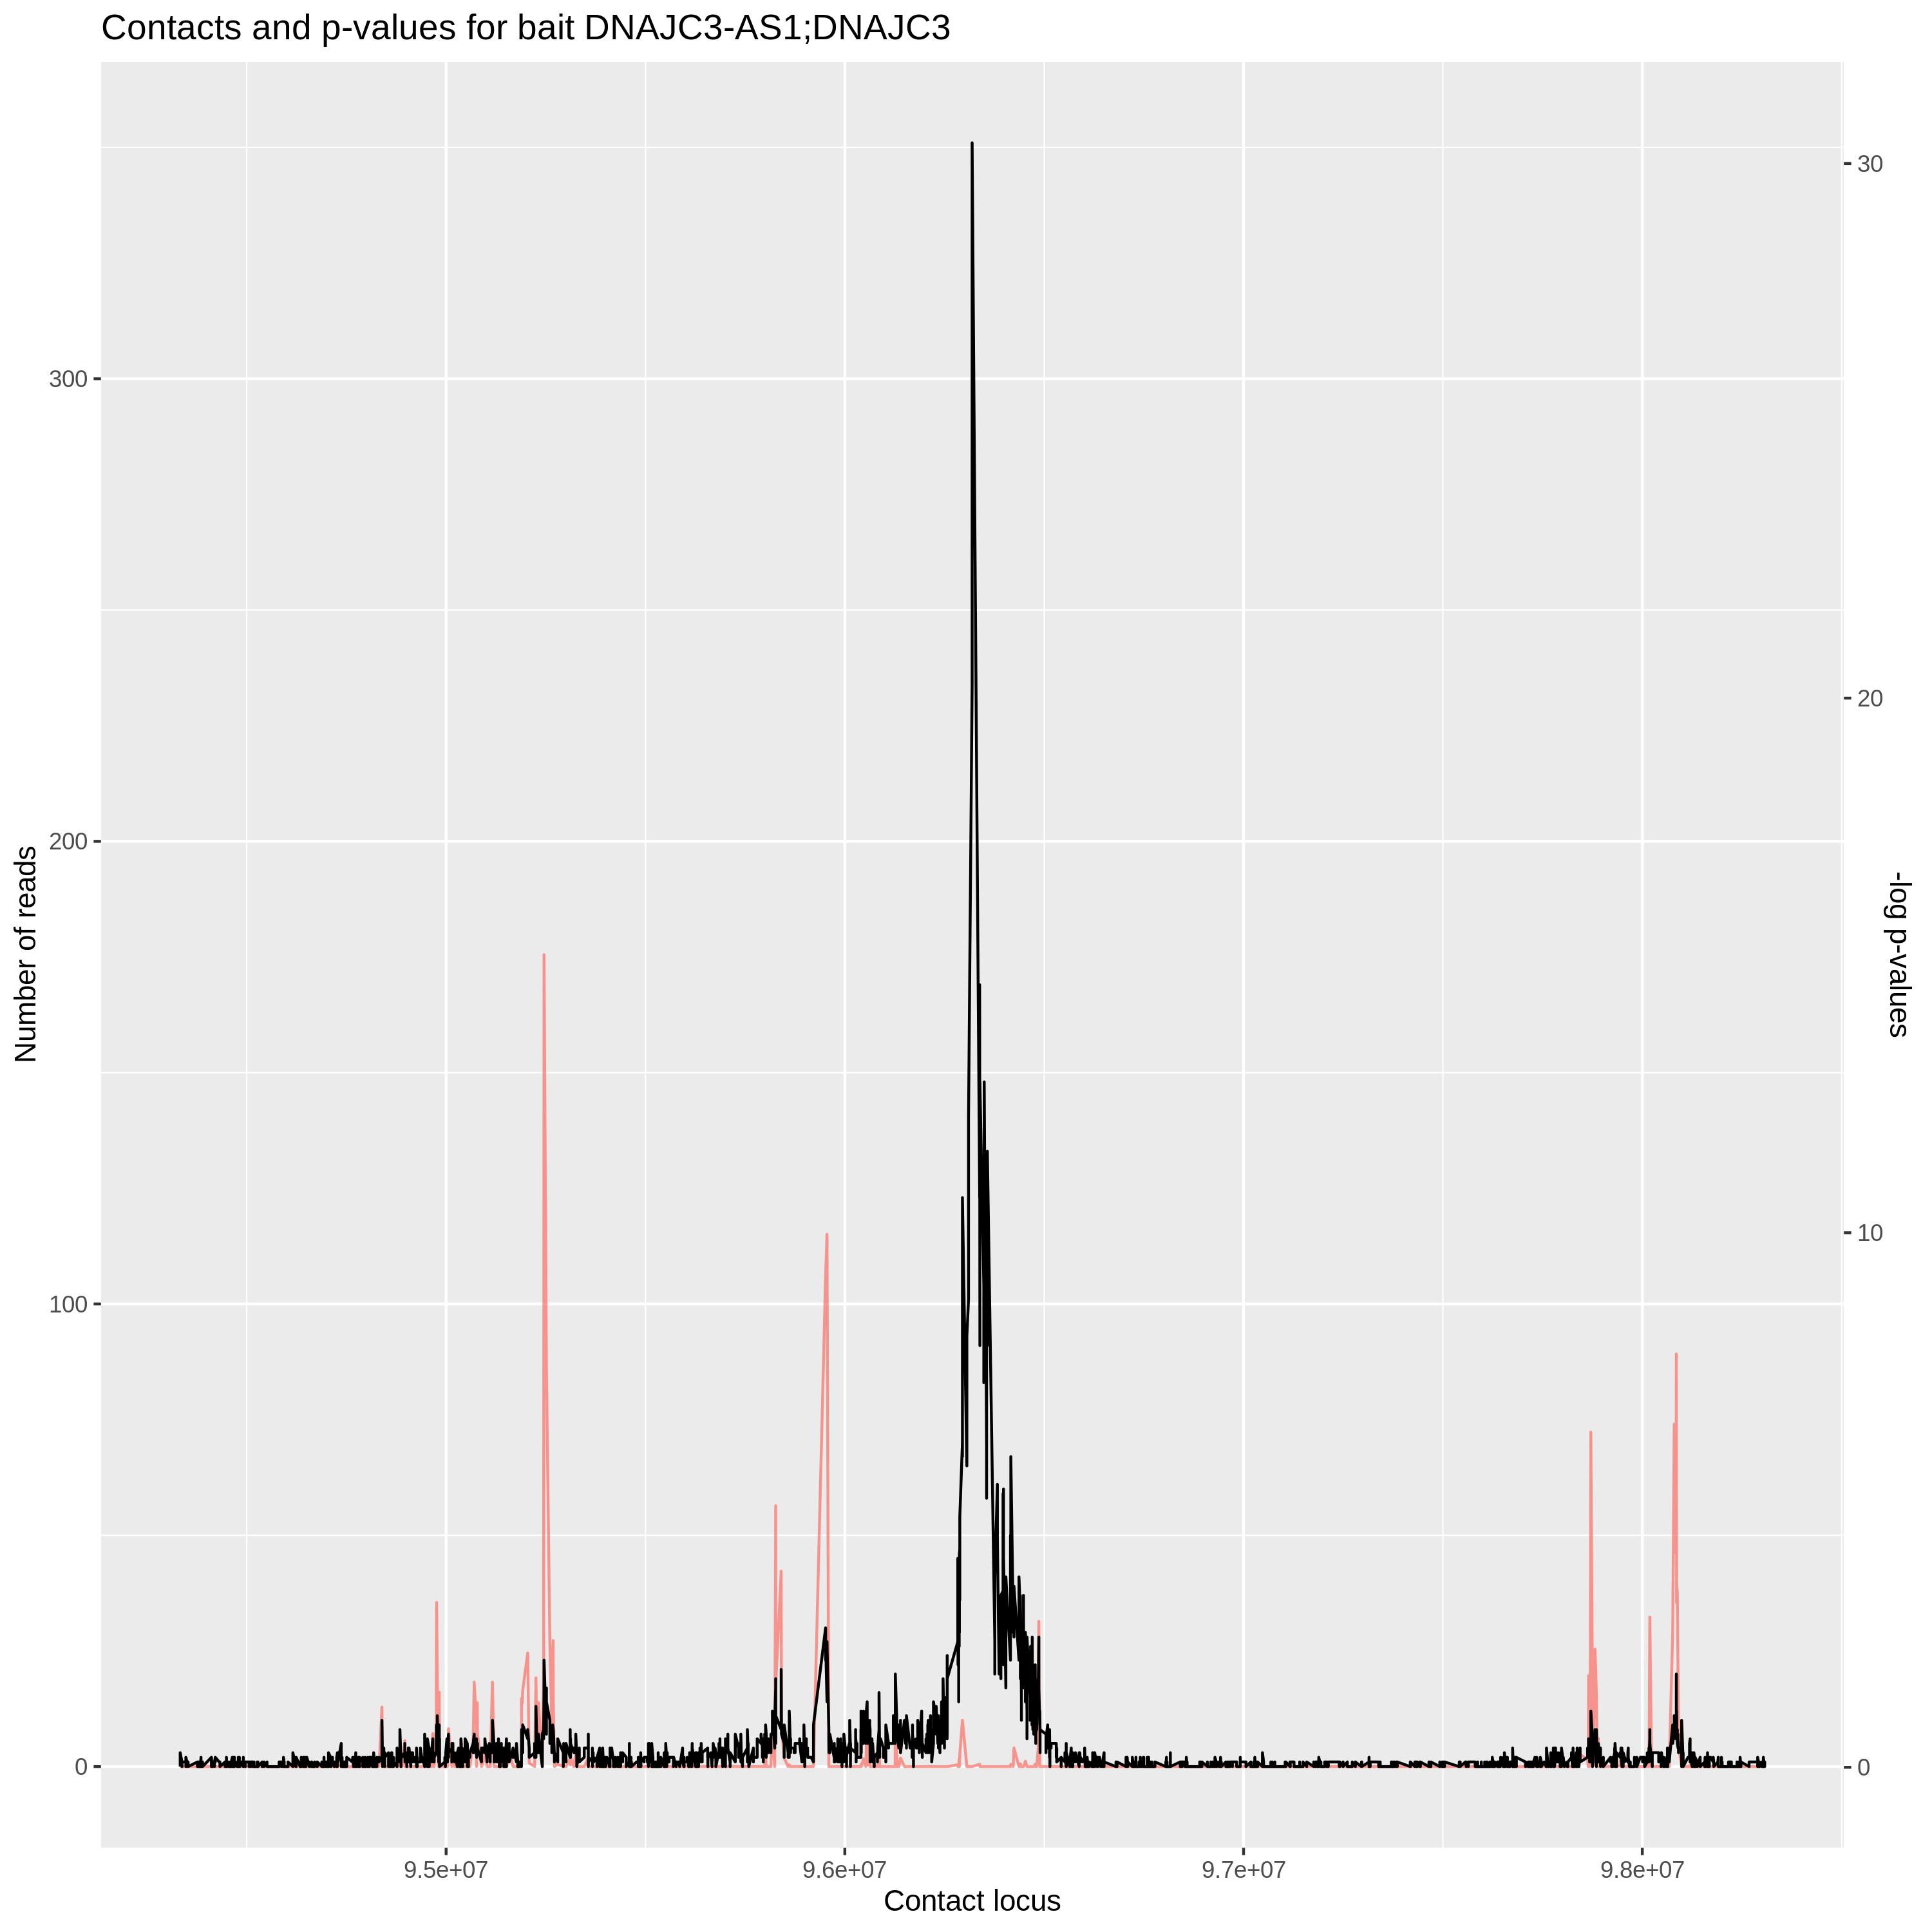 Contacts and p-values for bait DNAJC3-AS1;DNAJC3
Number of reads
300
200
100
0
30
20
10
0
-log p-values
9.5e+07
9.6e+07
9.7e+07
9.8e+07
Contact locus